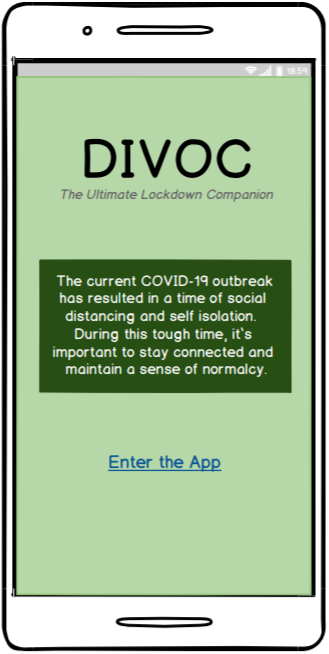 18:59
DIVOC
The Ultimate Lockdown Companion
The current COVID-19 outbreak
has resulted in a time of social
distancing and self isolation.
During this tough time, it's
important to stay connected and
maintain a sense of normalcy.
Enter the App